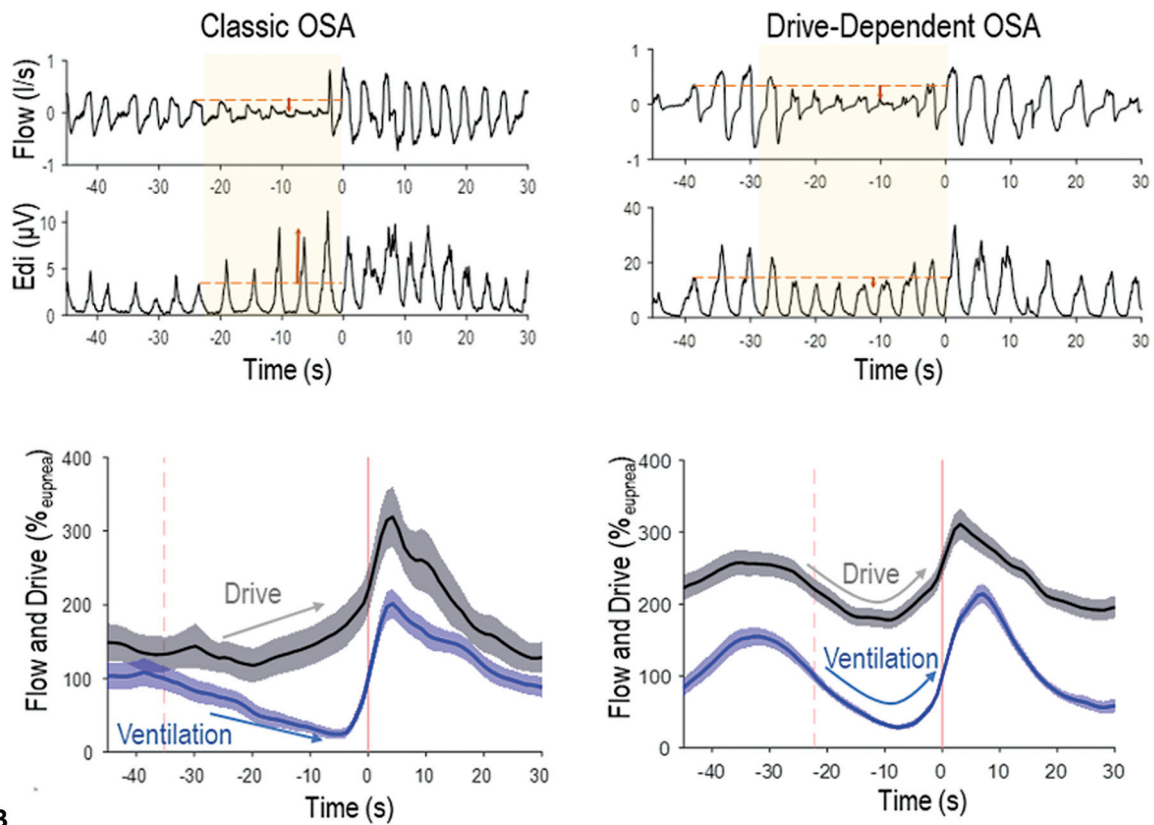 Classic OSA
Drive-Dependent OSA
Flow (l/s)
1
0
-1
-40 -30 -20 -10 0 10 20 30
Edi (µV)
10
5
0
-40 -30 -20 -10 0 10 20 30
Time (s)
Flow (l/s)
1
0
-1
-40 -30 -20 -10 0 10 20 30
Edi (µV)
40
20
0
-40 -30 -20 -10 0 10 20 30
Time (s)
Flow and Drive (%eupnea)
400
300
200
100
0
Drive
Ventilation
-40 -30 -20 -10 0 10 20 30
Time (s)
Flow and Drive (%eupnea)
400
300
200
100
0
Drive
Ventilation
-40 -30 -20 -10 0 10 20 30
Time (s)